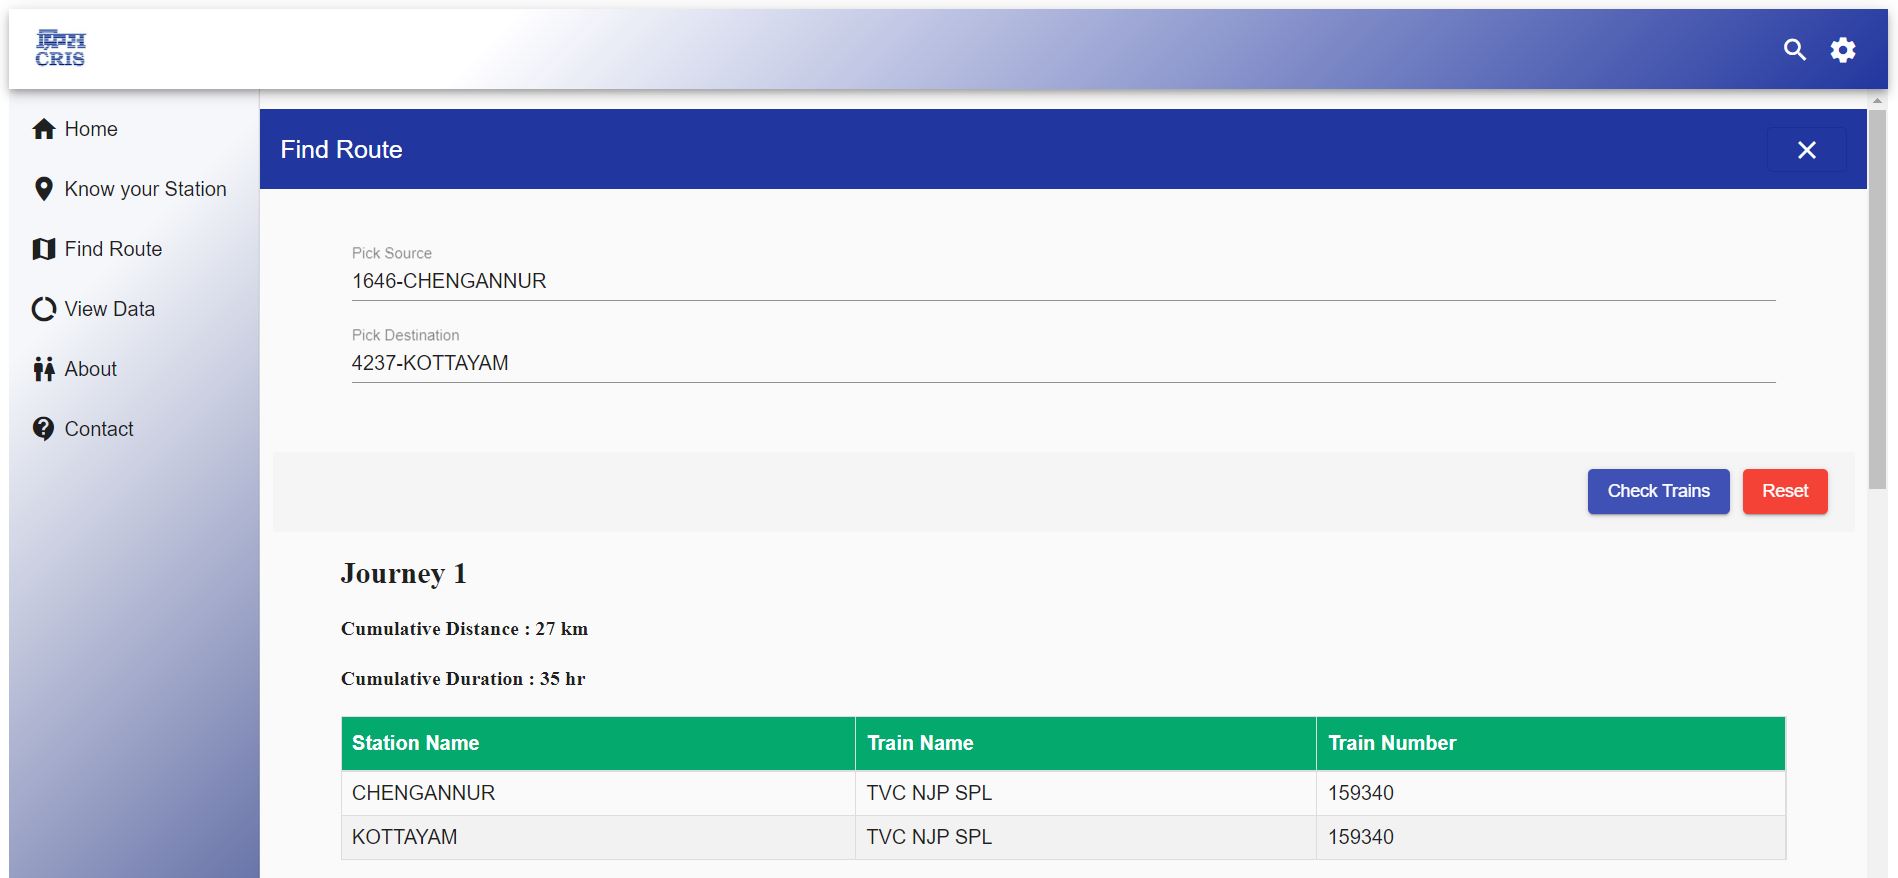 CRIS
Home
Know your Station
Find Route
View Data
About
Contact
Find Route
Pick Source
1646-CHENGANNUR
Pick Destination
4237-KOTTAYAM
Check Trains Reset
Journey 1
Cumulative Distance : 27 km
Cumulative Duration : 35 hr
Station Name Train Name Train Number
CHENGANNUR TVC NJP SPL 159340
KOTTAYAM TVC NJP SPL 159340